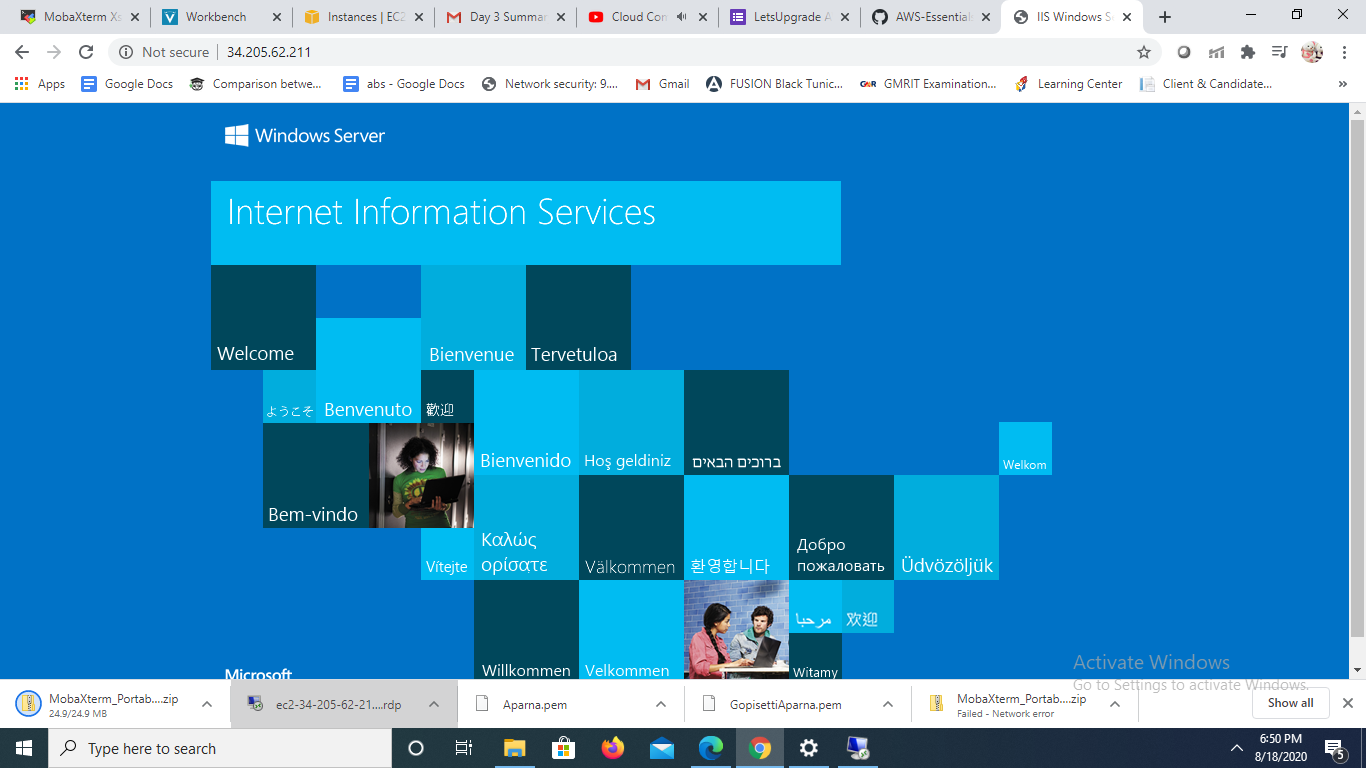 MobaXterm Xs
Workbench
Instances | EC2
Day 3 Summar
Cloud Con
LetsUpgrade A
AWS-Essential
IIS Windows S
Not secure
34.205.62.211
Apps
Google Docs
Comparison betwe...
abs - Google Docs
Network security: 9....
Gmail
FUSION Black Tunic...
GMRIT Examination...
Learning Center
Client & Candidate...
Windows Server
Internet Information Services
Welcome
Bienvenue
Tervetuloa
ようこそ
Benvenuto
歡迎
Bienvenido
Hoş geldiniz
ברוכים הבאים
Welkom
Bem-vindo
Vítejte
Καλώς
ορίσατε
Välkommen
환영합니다
Добро
пожаловать
Üdvözöljük
Microsoft
Willkommen
Velkommen
مرحبا
欢迎
Witamy
Activate Windows
Go to Settings to activate Windows.
MobaXterm_Portab....zip
24.9/24.9 MB
ec2-34-205-62-21....rdp
Aparna.pem
GopisettiAparna.pem
MobaXterm_Portab....zip
Failed - Network error
Show all
Type here to search
6:50 PM
8/18/2020
5